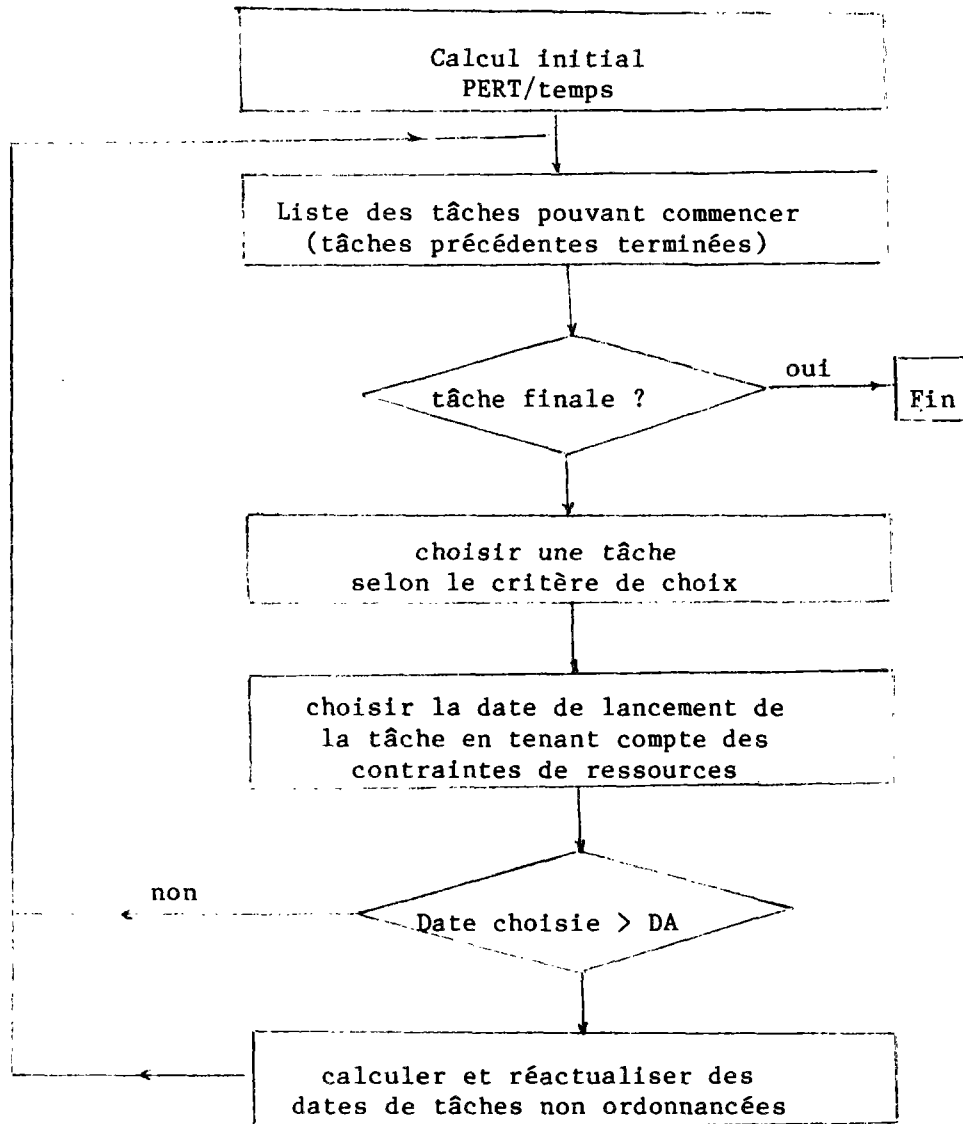 Calcul initial
PERT/temps
Liste des tâches pouvant commencer
(tâches précédentes terminées)
tâche finale ?
oui
Fin
choisir une tâche
selon le critère de choix
choisir la date de lancement de
la tâche en tenant compte des
contraintes de ressources
non
Date choisie > DA
calculer et réactualiser des
dates de tâches non ordonnancées